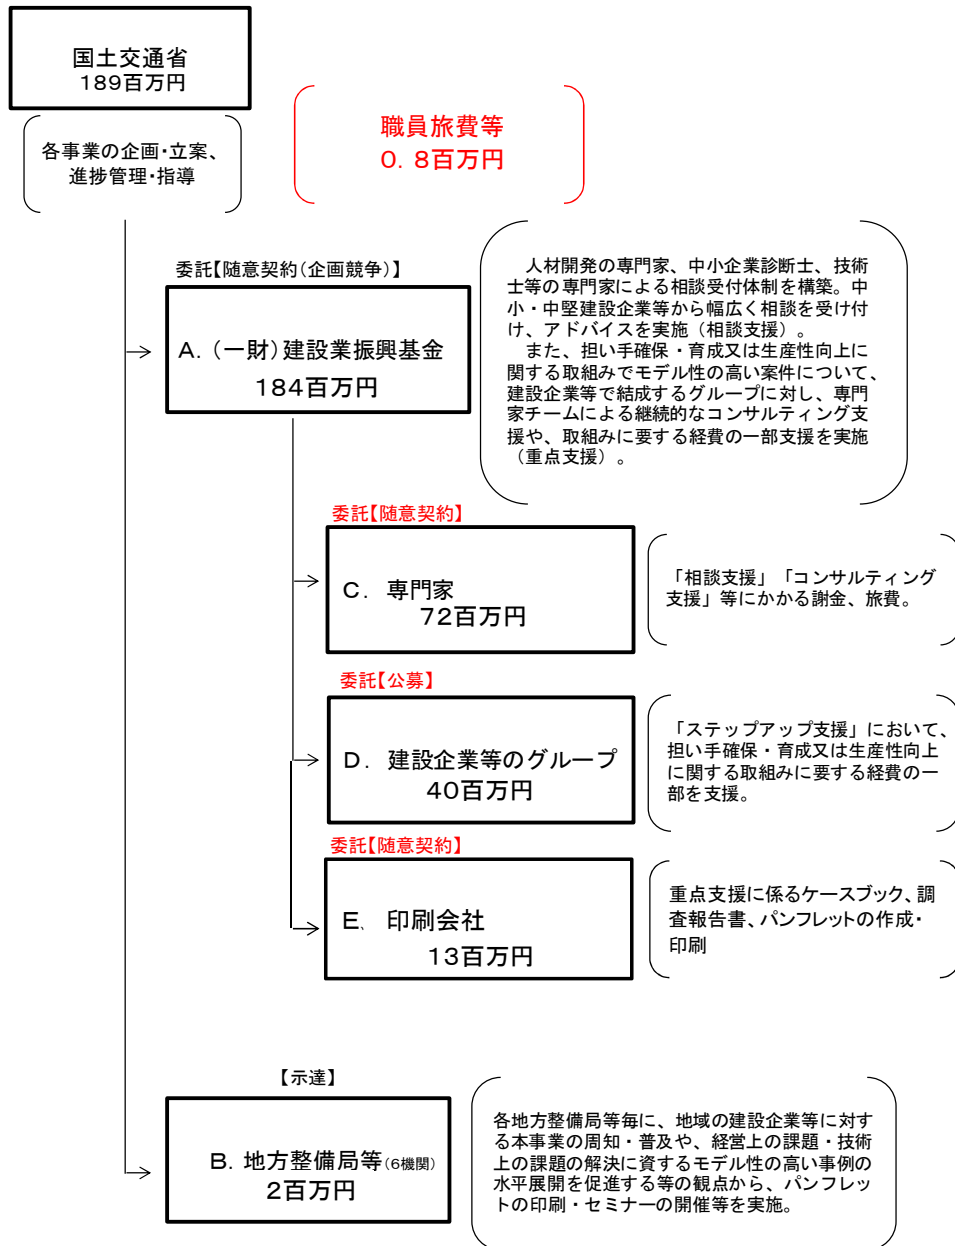 国土交通省
189百万円
各事業の企画・立案、
進捗管理・指導
職員旅費等
０．８百万円
委託【随意契約（企画競争）】
Ａ．（一財）建設業振興基金
184百万円
　人材開発の専門家、中小企業診断士、技術
士等の専門家による相談受付体制を構築。中
小・中堅建設企業等から幅広く相談を受け付
け、アドバイスを実施（相談支援）。
　また、担い手確保・育成又は生産性向上に
関する取組みでモデル性の高い案件について、
建設企業等で結成するグループに対し、専門
家チームによる継続的なコンサルティング支
援や、取組みに要する経費の一部支援を実施
（重点支援）。
委託【随意契約】
Ｃ．専門家
72百万円
「相談支援」「コンサルティング
支援」等にかかる謝金、旅費。
委託【公募】
Ｄ．建設企業等のグループ
40百万円
「ステップアップ支援」において、
担い手確保・育成又は生産性向上
に関する取組みに要する経費の一
部を支援。
委託【随意契約】
Ｅ．印刷会社
13百万円
重点支援に係るケースブック、調
査報告書、パンフレットの作成・
印刷
【示達】
Ｂ．地方整備局等（6機関）
2百万円
各地方整備局等毎に、地域の建設企業等に対す
る本事業の周知・普及や、経営上の課題・技術
上の課題の解決に資するモデル性の高い事例の
水平展開を促進する等の観点から、パンフレッ
トの印刷・セミナーの開催等を実施。